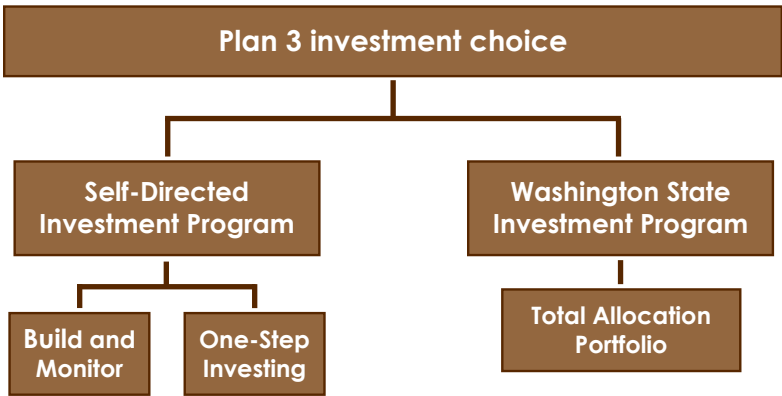 Plan 3 investment choice
Self-Directed
Investment Program
Washington State
Investment Program
Build and
Monitor
One-Step
Investing
Total Allocation
Portfolio